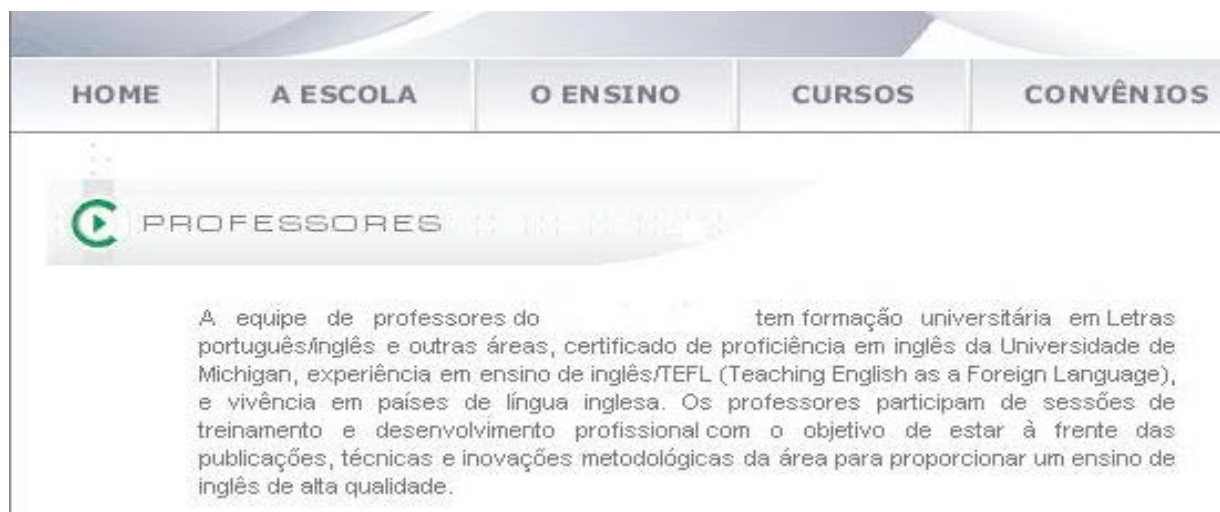 HOME A ESCOLA O ENSINO CURSOS CONVÊNIOS
PROFESSORES
A equipe de professores do tem formação universitária em Letras
português/inglês e outras áreas, certificado de proficiência em inglês da Universidade de
Michigan, experiência em ensino de inglês/TEFL (Teaching English as a Foreign Language),
e vivência em países de língua inglesa. Os professores participam de sessões de
treinamento e desenvolvimento profissional com o objetivo de estar à frente das
publicações, técnicas e inovações metodológicas da área para proporcionar um ensino de
inglês de alta qualidade.